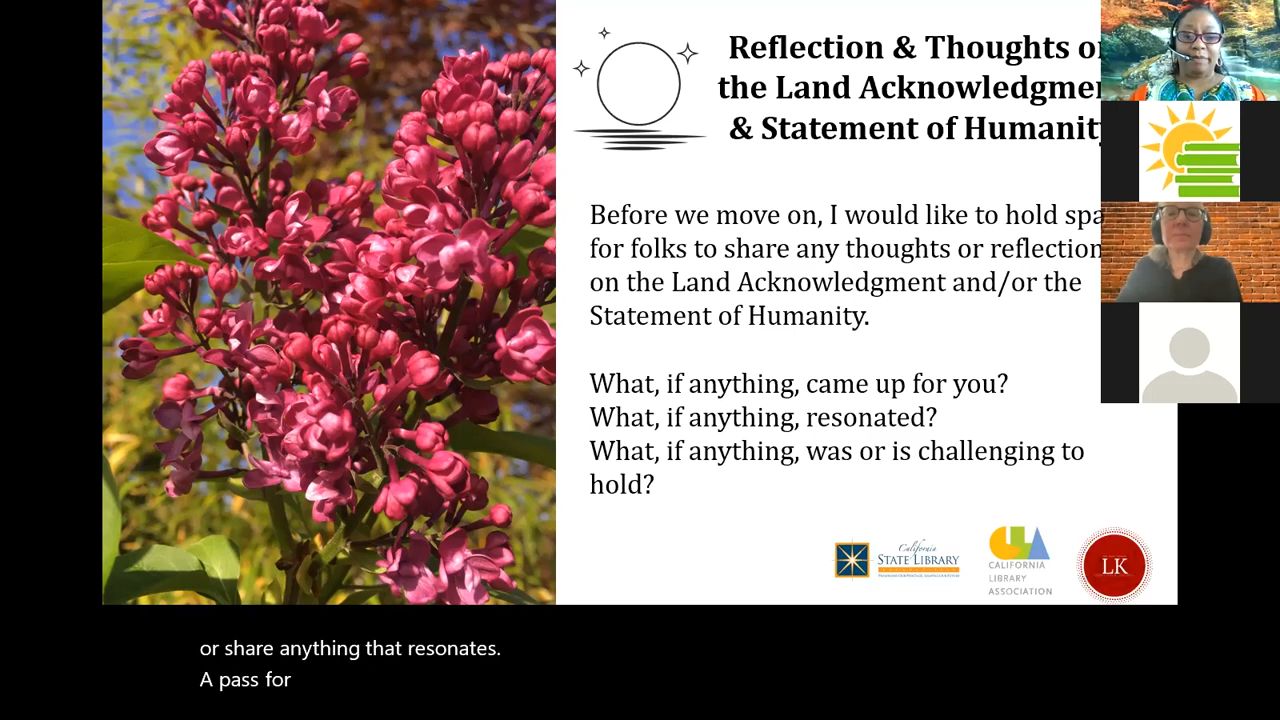 Reflection & Thoughts o
the Land Acknowledgme
& Statement of Humanity
Before we move on, I would like to hold spa
for folks to share any thoughts or reflection
on the Land Acknowledgment and/or the
Statement of Humanity.
What, if anything, came up for you?
What, if anything, resonated?
What, if anything, was or is challenging to
hold?
California
STATE LIBRARY
CALIFORNIA
LIBRARY
ASSOCIATION
LK
or share anything that resonates.
A pass for